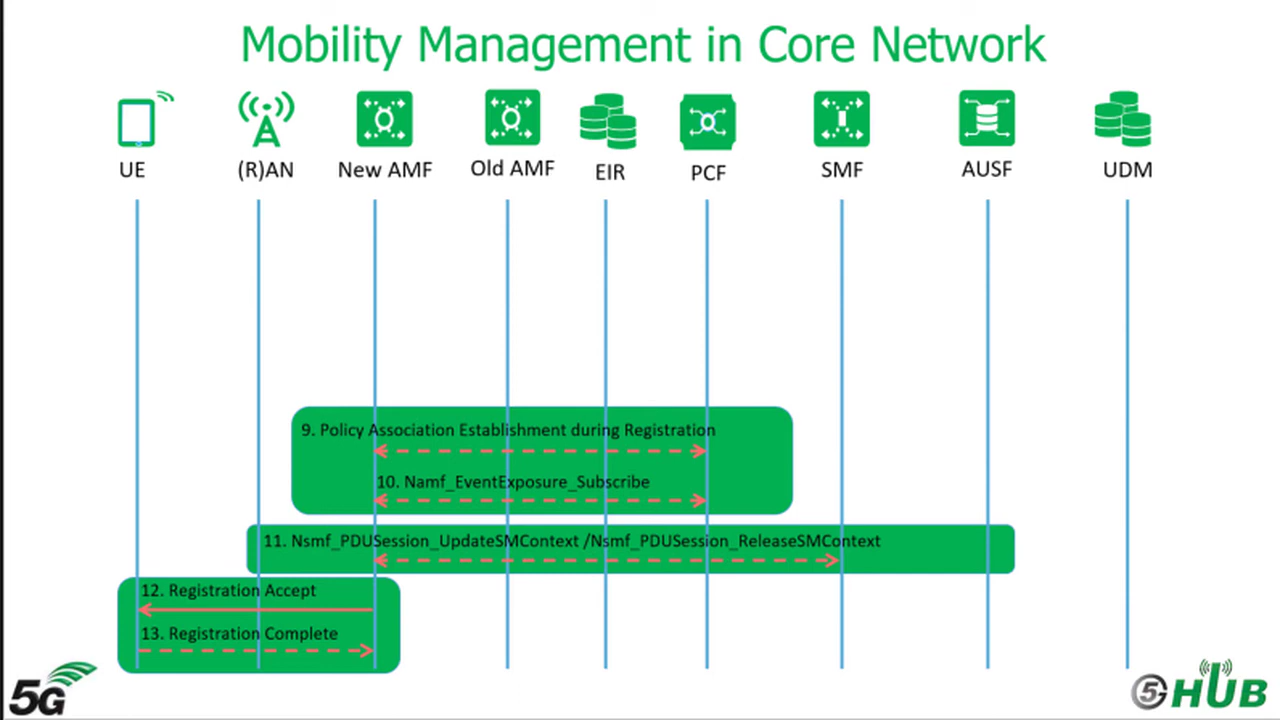 Mobility Management in Core Network
UE
(R)AN
New AMF
Old AMF
EIR
PCF
SMF
AUSF
UDM
9. Policy Association Establishment during Registration
10. Namf_EventExposure_Subscribe
11. Nsmf_PDUSession_UpdateSMContext /Nsmf_PDUSession_ReleaseSMContext
12. Registration Accept
13. Registration Complete
5G
5G HUB